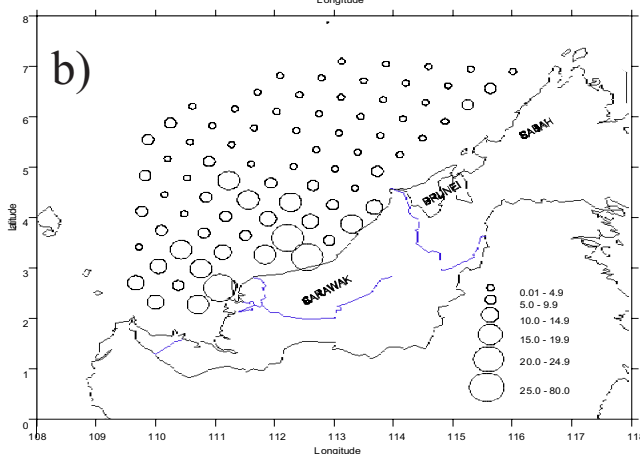 Longitude
8
b)
7
6
SABAH
5
BRUNEI
latitude
4
3
SARAWAK
0.01 - 4.9
5.0 - 9.9
10.0 - 14.9
2
15.0 - 19.9
20.0 - 24.9
1
25.0 - 80.0
0
108 109 110 111 112 113 114 115 116 117 118
Longitude